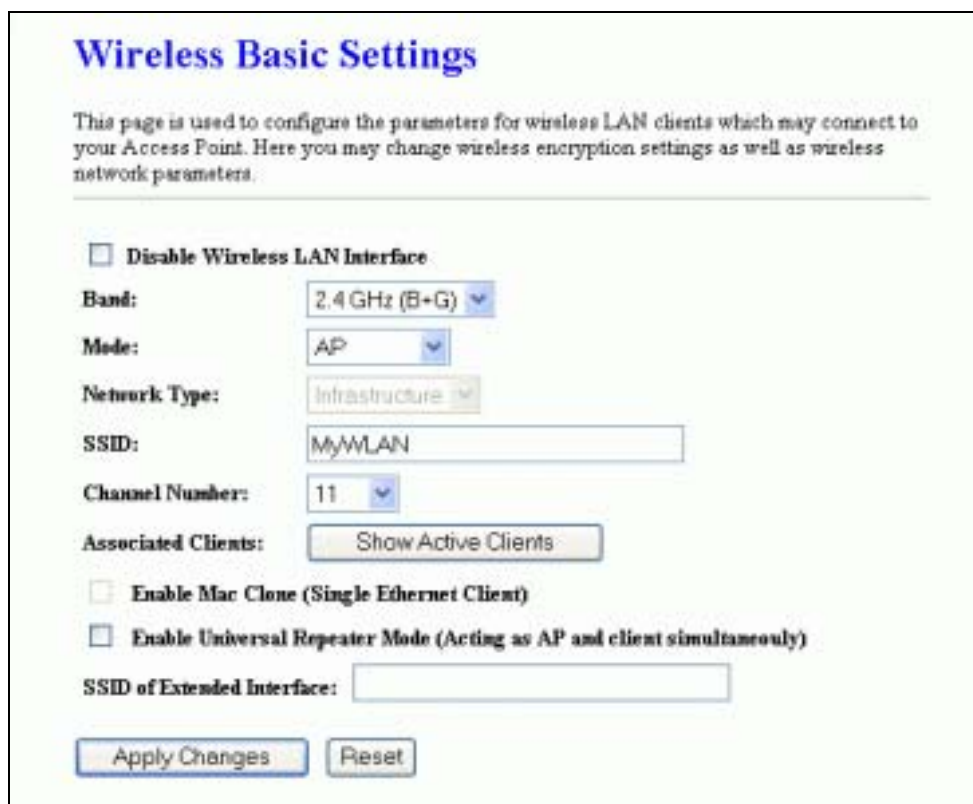 Wireless Basic Settings
This page is used to configure the parameters for wireless LAN clients which may connect to
your Access Point. Here you may change wireless encryption settings as well as wireless
network parameters.
Disable Wireless LAN Interface
Band: 2.4 GHz (B+G)
Mode: AP
Network Type: Infrastructure
SSID: MyWLAN
Channel Number: 11
Associated Clients: Show Active Clients
Enable Mac Clone (Single Ethernet Client)
Enable Universal Repeater Mode (Acting as AP and client simultaneouly)
SSID of Extended Interface:
Apply Changes Reset